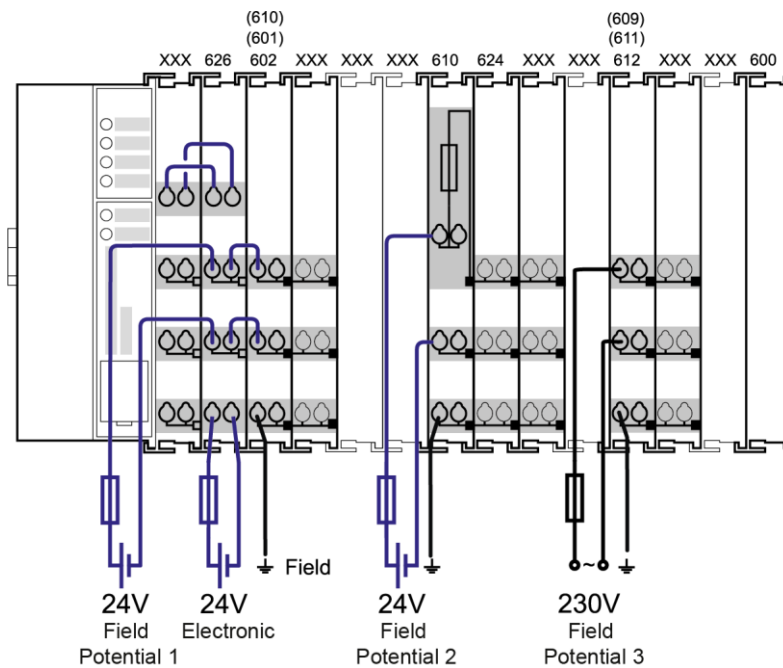 (610) (609)
(601) (611)
XXX 626 602 XXX XXX XXX 610 624 XXX XXX 612 XXX XXX 600
Field
24V 24V 24V 230V
Field Electronic Field Field
Potential 1 Potential 2 Potential 3